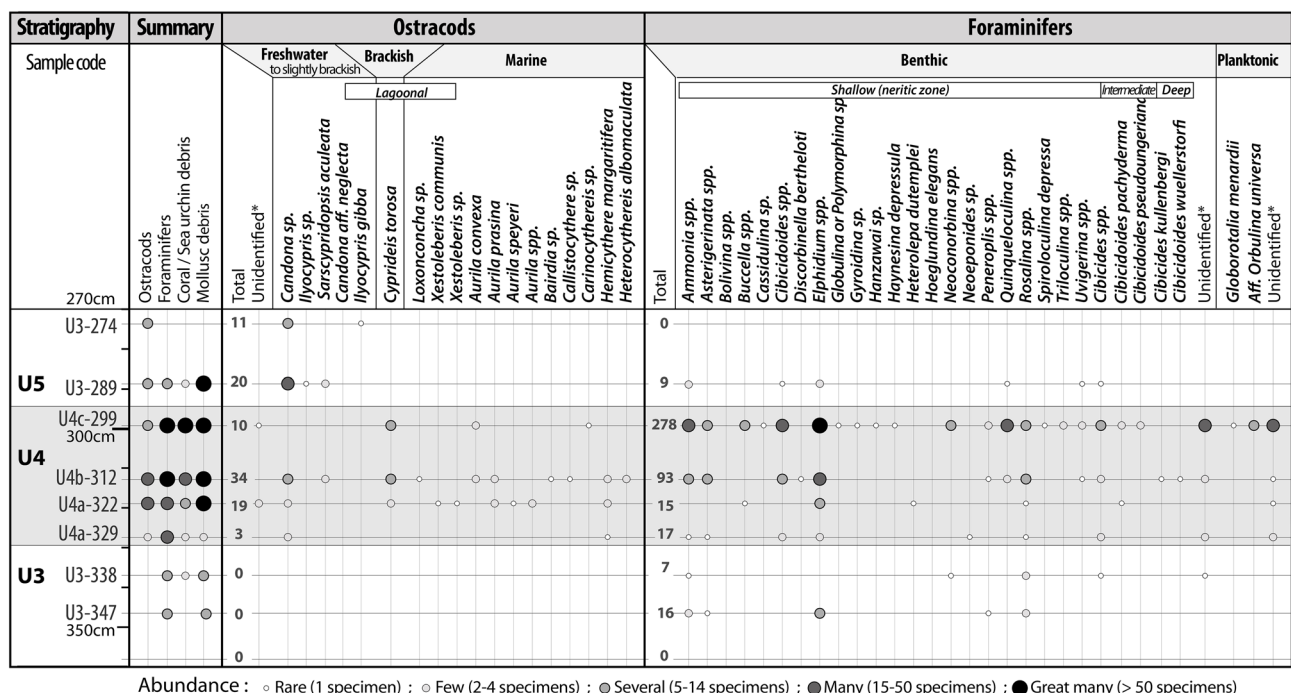 Stratigraphy Summary Ostracods Foraminifers
Sample code
Freshwater
to slightly brackish
Brackish
Marine
Benthic
Planktonic
Lagoonal
Shallow (neritic zone)
Intermediate
Deep
270cm
Ostracods
Foraminifers
Coral / Sea urchin debris
Mollusc debris
Total
Unidentified*
Candona sp.
Ilyocypris sp.
Sarscypridopsis aculeata
Candona aff. neglecta
Ilyocypris gibba
Cyprideis torosa
Loxonconcha sp.
Xestoleberis communis
Xestoleberis sp.
Aurila convexa
Aurila prasina
Aurila speyeri
Aurila spp.
Bairdia sp.
Callistocythere sp.
Carinocythereis sp.
Hemicythere margaritifera
Heterocythereis albomaculata
Total
Ammonia spp.
Asterigerinata spp.
Bolivina spp.
Buccella spp.
Cassidulina sp.
Cibicidoides spp.
Discorbinella bertheloti
Elphidium spp.
Globulina or Polymorphina sp
Gyroidina sp.
Hanzawai sp.
Haynesina depressula
Heterolepa dutemplei
Hoeglundina elegans
Neoconorbina spp.
Neoeponides sp.
Peneroplis spp.
Quinqueloculina spp.
Rosalina spp.
Spiroloculina depressa
Triloculina spp.
Uvigerina spp.
Cibicides spp.
Cibicidoides pachyderma
Cibicides pseudoungeriana
Cibicides kullenbergi
Cibicidoides wuellerstorfi
Unidentified*
Globorotalia menardii
Aff. Orbulina universa
Unidentified*
U3-274 11 0
U5 U3-289 20 9
U4c-299 10 278
300cm
U4
U4b-312 34 93
U4a-322 19 15
U4a-329 3 17
U3 U3-338 0 7
U3-347 0 16
350cm
0 0
Abundance : Rare (1 specimen) ; Few (2-4 specimens) ; Several (5-14 specimens) ; Many (15-50 specimens) ; Great many (> 50 specimens)